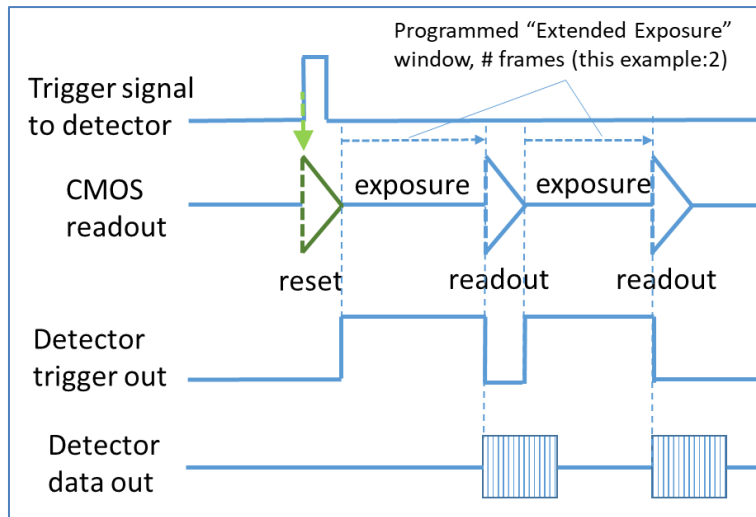 Programmed “Extended Exposure”
window, # frames (this example:2)
Trigger signal
to detector
CMOS
readout
exposure
exposure
reset
readout
readout
Detector
trigger out
Detector
data out